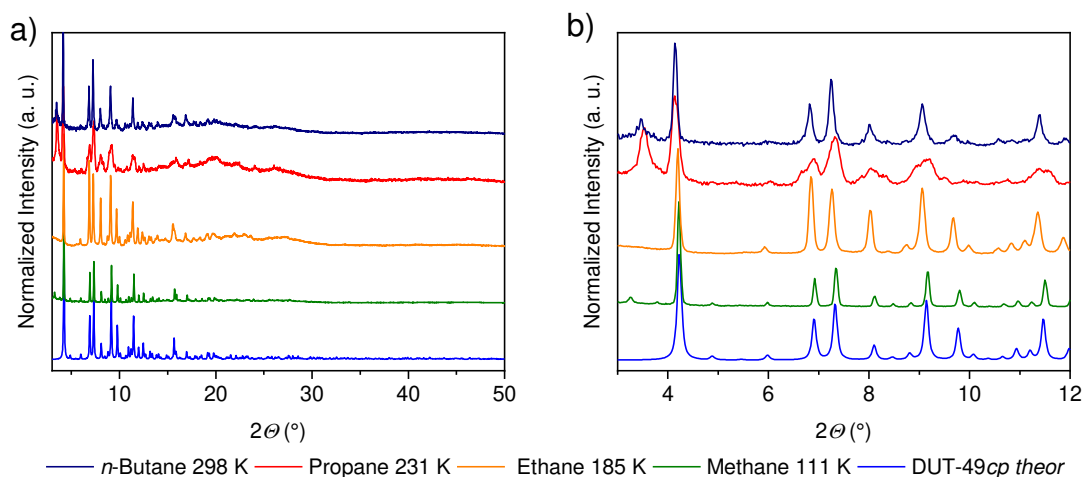 a)
Normalized Intensity (a. u.)
10 20 30 40 50
2Θ (°)
b)
Normalized Intensity (a. u.)
4 6 8 10 12
2Θ (°)
n-Butane 298 K Propane 231 K Ethane 185 K Methane 111 K DUT-49cp theor